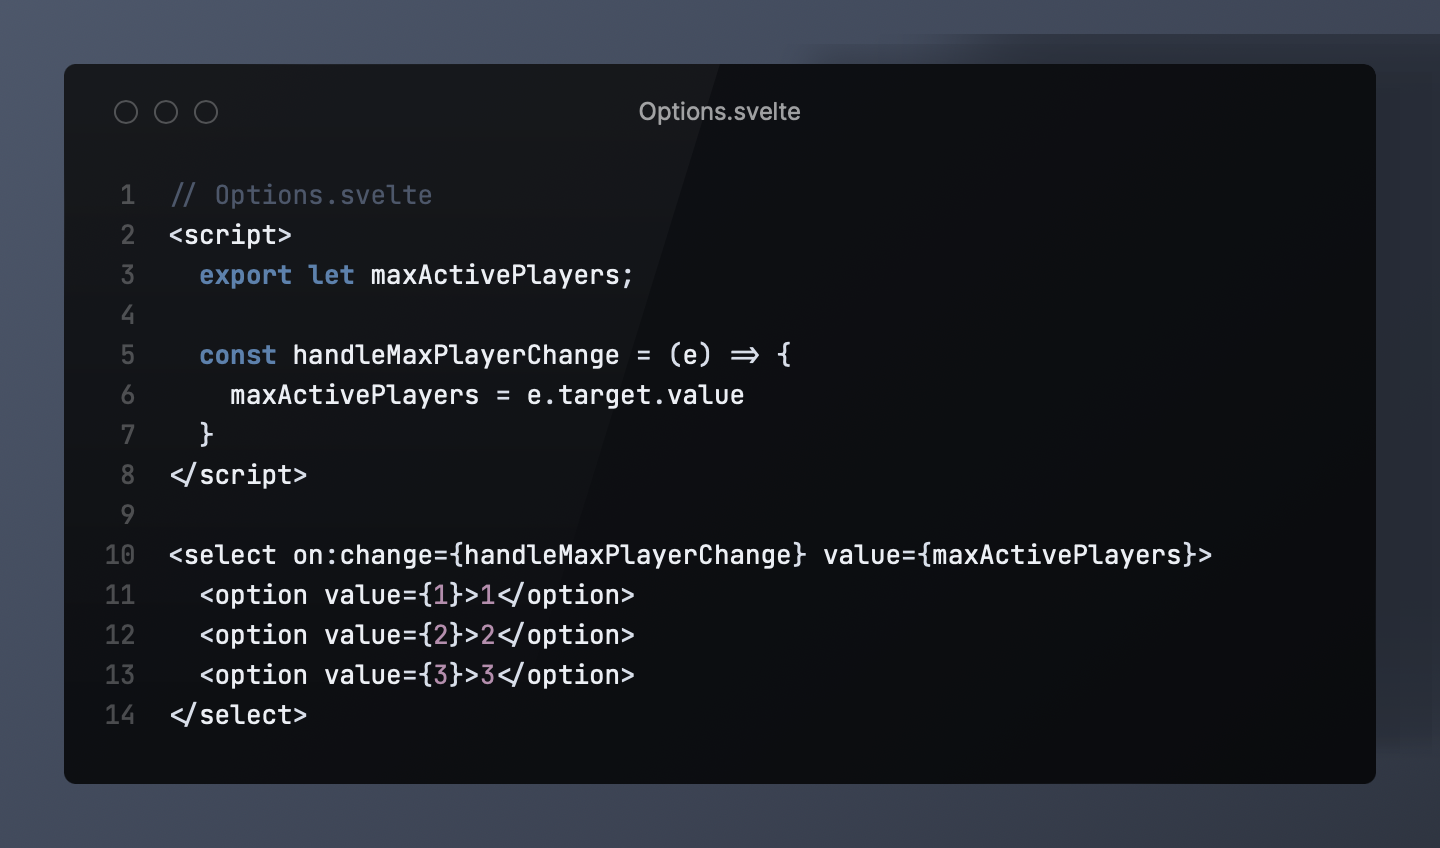 Options.svelte
1 // Options.svelte
2 <script>
3   export let maxActivePlayers;
4
5   const handleMaxPlayerChange = (e) => {
6     maxActivePlayers = e.target.value
7   }
8 </script>
9
10 <select on:change={handleMaxPlayerChange} value={maxActivePlayers}>
11   <option value={1}>1</option>
12   <option value={2}>2</option>
13   <option value={3}>3</option>
14 </select>